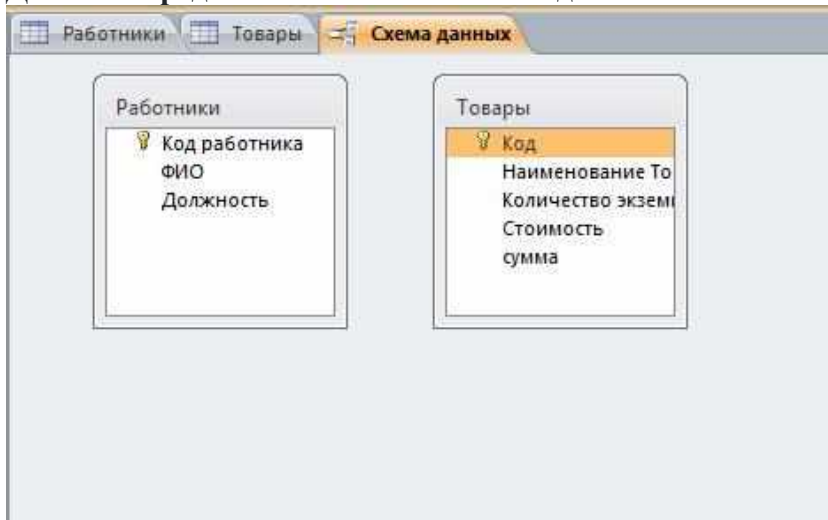 Работники Товары Схема данных
Работники
Код работника
ФИО
Должность
Товары
Код
Наименование То
Количество экзем
Стоимость
сумма